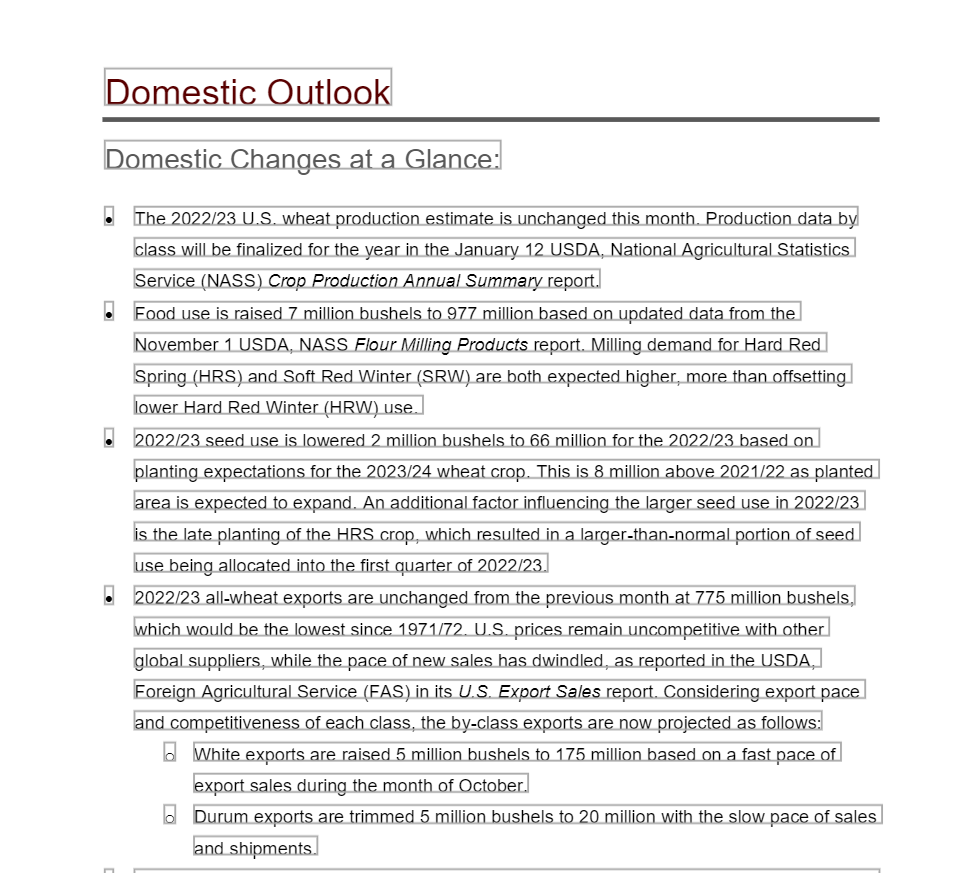 Domestic Outlook
Domestic Changes at a Glance:
• The 2022/23 U.S. wheat production estimate is unchanged this month. Production data by
class will be finalized for the year in the January 12 USDA, National Agricultural Statistics
Service (NASS) Crop Production Annual Summary report.
• Food use is raised 7 million bushels to 977 million based on updated data from the
November 1 USDA, NASS Flour Milling Products report. Milling demand for Hard Red
Spring (HRS) and Soft Red Winter (SRW) are both expected higher, more than offsetting
lower Hard Red Winter (HRW) use.
• 2022/23 seed use is lowered 2 million bushels to 66 million for the 2022/23 based on
planting expectations for the 2023/24 wheat crop. This is 8 million above 2021/22 as planted
area is expected to expand. An additional factor influencing the larger seed use in 2022/23
is the late planting of the HRS crop, which resulted in a larger-than-normal portion of seed
use being allocated into the first quarter of 2022/23.
• 2022/23 all-wheat exports are unchanged from the previous month at 775 million bushels,
which would be the lowest since 1971/72. U.S. prices remain uncompetitive with other
global suppliers, while the pace of new sales has dwindled, as reported in the USDA,
Foreign Agricultural Service (FAS) in its U.S. Export Sales report. Considering export pace
and competitiveness of each class, the by-class exports are now projected as follows:
○ White exports are raised 5 million bushels to 175 million based on a fast pace of
export sales during the month of October.
○ Durum exports are trimmed 5 million bushels to 20 million with the slow pace of sales
and shipments.